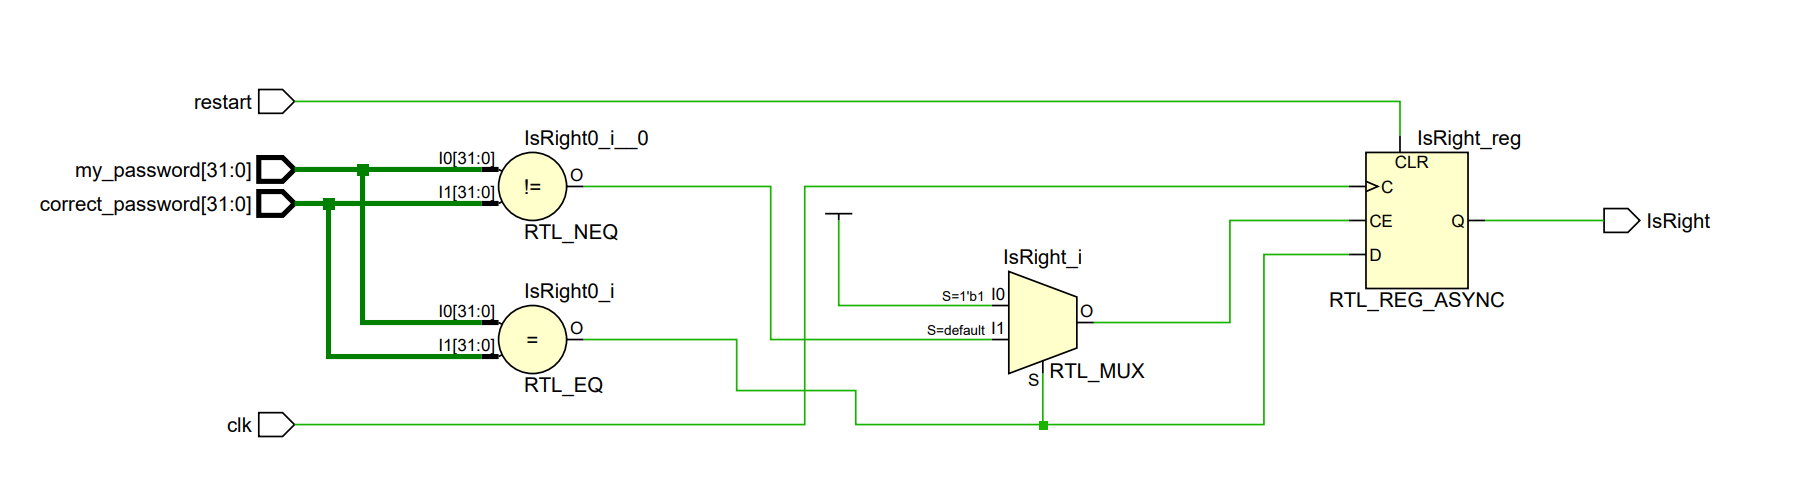 restart
IsRight0_i__0
IsRight_reg
my_password[31:0]
I0[31:0]
!=
O
CLR
correct_password[31:0]
I1[31:0]
RTL_NEQ
C
CE
Q
IsRight
D
IsRight_i
RTL_REG_ASYNC
IsRight0_i
S=1'b1
I0
I0[31:0]
=
O
S=default
I1
O
I1[31:0]
RTL_EQ
S
RTL_MUX
clk